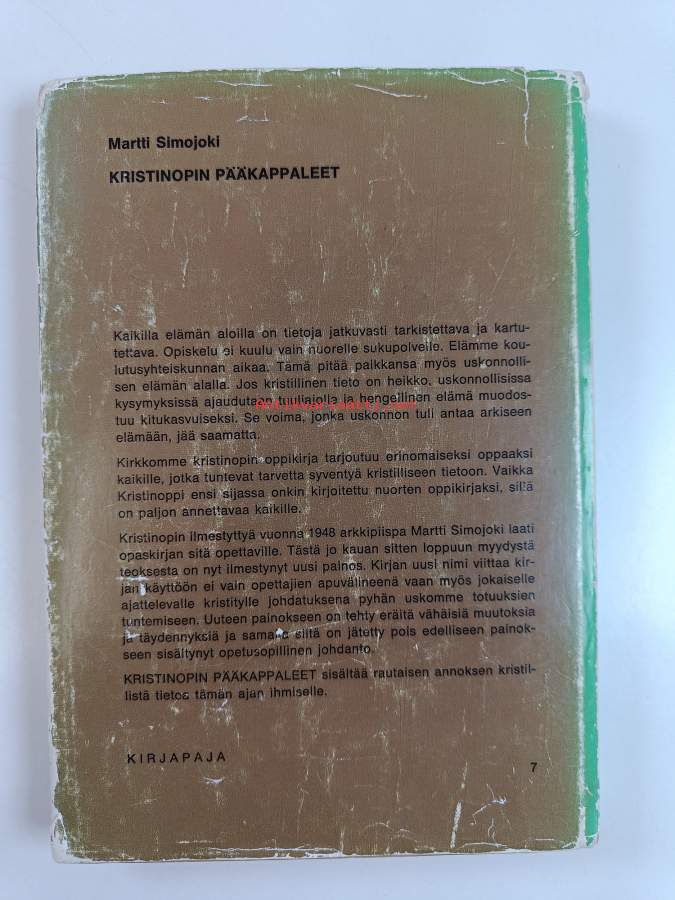 Martti Simojoki
KRISTINOPIN PÄÄKAPPALEET
Kaikilla elämän aloilla on tietoja jatkuvasti tarkistettava ja kartu-
tettava. Opiskelu ei kuulu vain nuorelle sukupolvelle. Elämme kou-
lutusyhteiskunnan aikaa. Tämä pitää paikkansa myös uskonnolli-
sen elämän alalla. Jos kristillinen tieto on heikko, uskonnollisissa
kysymyksissä ajaudutaan tuuliajolla ja hengellinen elämä muodos-
tuu kitukasvuiseksi. Se voima, jonka uskonnon tuli antaa arkiseen
elämään, jää saamatta.
Kirkkomme kristinopin oppikirja tarjoutuu erinomaiseksi oppaaksi
kaikille, jotka tuntevat tarvetta syventyä kristilliseen tietoon. Vaikka
Kristinoppi ensi sijassa onkin kirjoitettu nuorten oppikirjaksi, sillä
on paljon annettavaa kaikille.
Kristinopin ilmestyttyä vuonna 1948 arkkipiispa Martti Simojoki laati
opaskirjan sitä opettaville. Tästä jo kauan sitten loppuun myydystä
teoksesta on nyt ilmestynyt uusi painos. Kirjan uusi nimi viittaa kir-
jan käyttöön ei vain opettajien apuvälineenä vaan myös jokaiselle
ajattelevalle kristitylle johdatuksena pyhän uskomme totuuksien
tuntemiseen. Uuteen painokseen on tehty eräitä vähäisiä muutoksia
ja täydennyksiä ja samalla siitä on jätetty pois edelliseen painok-
seen sisältynyt opetusopillinen johdanto.
KRISTINOPIN PÄÄKAPPALEET sisältää rautaisen annoksen kristil-
listä tietoa tämän ajan ihmiselle.
KIRJAPAJA
7